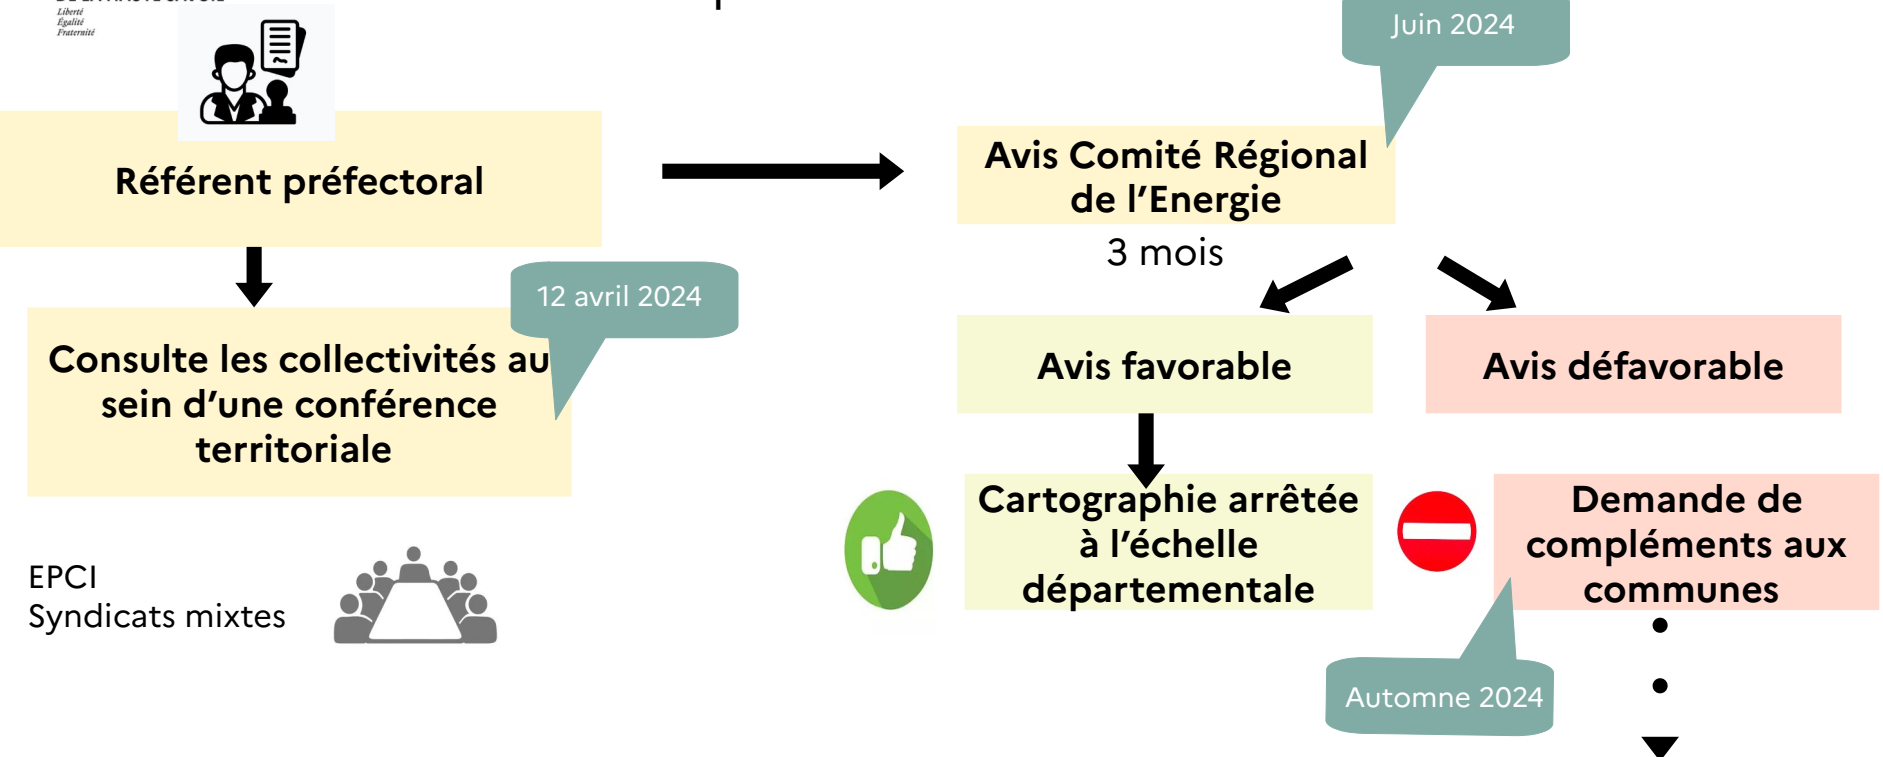 Liberté
Égalité
Fraternité
Juin 2024
Référent préfectoral
Avis Comité Régional
de l’Energie
3 mois
12 avril 2024
Consulte les collectivités au
sein d’une conférence
territoriale
Avis favorable
Avis défavorable
Cartographie arrêtée
à l’échelle
départementale
Demande de
compléments aux
communes
EPCI
Syndicats mixtes
Automne 2024